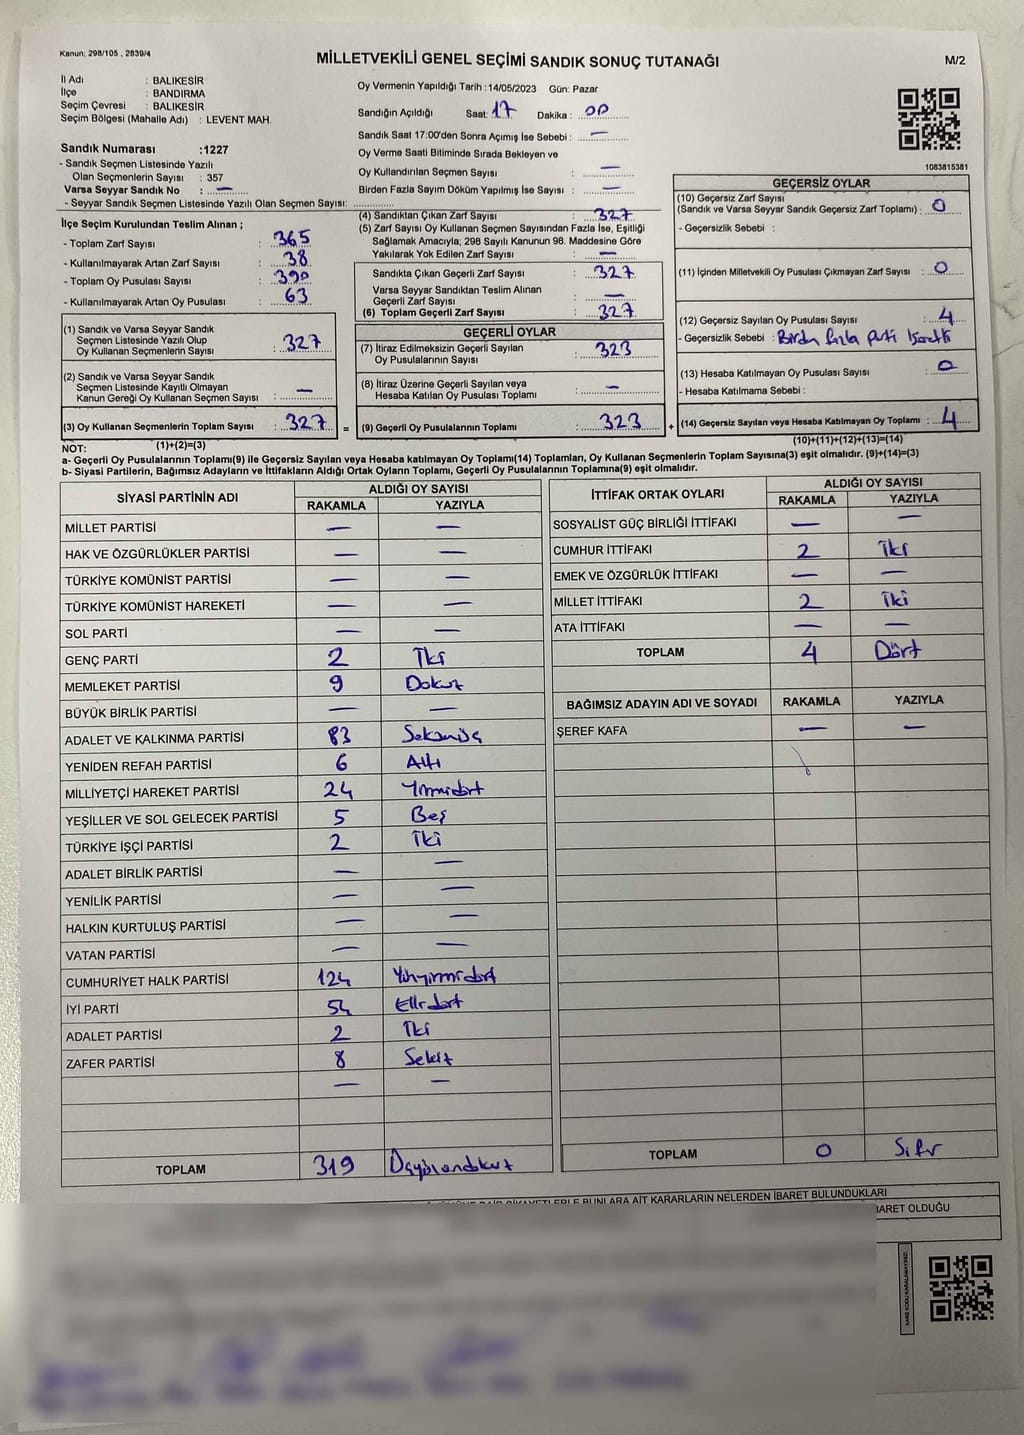 Kanun; 298/105 , 2839/4
MİLLETVEKİLİ GENEL SEÇİMİ SANDIK SONUÇ TUTANAĞI
M/2
İl Adı : BALIKESİR
İlçe : BANDIRMA
Seçim Çevresi : BALIKESİR
Seçim Bölgesi (Mahalle Adı) : LEVENT MAH.
Oy Vermenin Yapıldığı Tarih :14/05/2023 Gün: Pazar
Sandığın Açıldığı Saat: 17 Dakika : 00
Sandık Saat 17:00'den Sonra Açımış İse Sebebi : —
Oy Verme Saati Bitiminde Sırada Bekleyen ve
Oy Kullandırılan Seçmen Sayısı : —
Birden Fazla Sayım Döküm Yapılmış İse Sayısı : —
1083815381
Sandık Numarası :1227
- Sandık Seçmen Listesinde Yazılı
Olan Seçmenlerin Sayısı : 357
Varsa Seyyar Sandık No : —
- Seyyar Sandık Seçmen Listesinde Yazılı Olan Seçmen Sayısı:
İlçe Seçim Kurulundan Teslim Alınan ;
- Toplam Zarf Sayısı : 365
- Kullanılmayarak Artan Zarf Sayısı : 38
- Toplam Oy Pusulası Sayısı : 390
- Kullanılmayarak Artan Oy Pusulası : 63
(1) Sandık ve Varsa Seyyar Sandık
Seçmen Listesinde Yazılı Olup
Oy Kullanan Seçmenlerin Sayısı : 327
(2) Sandık ve Varsa Seyyar Sandık
Seçmen Listesinde Kayıtlı Olmayan
Kanun Gereği Oy Kullanan Seçmen Sayısı : —
(3) Oy Kullanan Seçmenlerin Toplam Sayısı : 327 =
(4) Sandıktan Çıkan Zarf Sayısı : 327
(5) Zarf Sayısı Oy Kullanan Seçmen Sayısından Fazla İse, Eşitliği
Sağlamak Amacıyla; 298 Sayılı Kanunun 98. Maddesine Göre
Yakılarak Yok Edilen Zarf Sayısı : —
Sandıkta Çıkan Geçerli Zarf Sayısı : 327
Varsa Seyyar Sandıktan Teslim Alınan
Geçerli Zarf Sayısı : —
(6) Toplam Geçerli Zarf Sayısı : 327
GEÇERLİ OYLAR
(7) İtiraz Edilmeksizin Geçerli Sayılan
Oy Pusulalarının Sayısı : 323
(8) İtiraz Üzerine Geçerli Sayılan veya
Hesaba Katılan Oy Pusulası Toplamı : —
(9) Geçerli Oy Pusulalarının Toplamı : 323 +
GEÇERSİZ OYLAR
(10) Geçersiz Zarf Sayısı
(Sandık ve Varsa Seyyar Sandık Geçersiz Zarf Toplamı) : 0
- Geçersizlik Sebebi :
(11) İçinden Milletvekili Oy Pusulası Çıkmayan Zarf Sayısı : 0
(12) Geçersiz Sayılan Oy Pusulası Sayısı : 4
- Geçersizlik Sebebi : Birden fazla parti işaretli
(13) Hesaba Katılmayan Oy Pusulası Sayısı : 0
- Hesaba Katılmama Sebebi :
(14) Geçersiz Sayılan veya Hesaba Katılmayan Oy Toplamı : 4
NOT: (1)+(2)=(3)
(10)+(11)+(12)+(13)=(14)
a- Geçerli Oy Pusulalarının Toplamı(9) ile Geçersiz Sayılan veya Hesaba katılmayan Oy Toplamı(14) Toplamları, Oy Kullanan Seçmenlerin Toplam Sayısına(3) eşit olmalıdır. (9)+(14)=(3)
b- Siyasi Partilerin, Bağımsız Adayların ve İttifakların Aldığı Ortak Oyların Toplamı, Geçerli Oy Pusulalarının Toplamına(9) eşit olmalıdır.
SİYASİ PARTİNİN ADI ALDIĞI OY SAYISI
RAKAMLA YAZIYLA
MİLLET PARTİSİ — —
HAK VE ÖZGÜRLÜKLER PARTİSİ — —
TÜRKİYE KOMÜNİST PARTİSİ — —
TÜRKİYE KOMÜNİST HAREKETİ — —
SOL PARTİ — —
GENÇ PARTİ 2 İki
MEMLEKET PARTİSİ 9 Dokuz
BÜYÜK BİRLİK PARTİSİ — —
ADALET VE KALKINMA PARTİSİ 83 Seksenüç
YENİDEN REFAH PARTİSİ 6 Altı
MİLLİYETÇİ HAREKET PARTİSİ 24 Yirmidört
YEŞİLLER VE SOL GELECEK PARTİSİ 5 Beş
TÜRKİYE İŞÇİ PARTİSİ 2 İki
ADALET BİRLİK PARTİSİ — —
YENİLİK PARTİSİ — —
HALKIN KURTULUŞ PARTİSİ — —
VATAN PARTİSİ — —
CUMHURİYET HALK PARTİSİ 124 Yüzyirmidört
İYİ PARTİ 54 Ellidört
ADALET PARTİSİ 2 İki
ZAFER PARTİSİ 8 Sekiz
— —
TOPLAM 319 Üçyüzondokuz
İTTİFAK ORTAK OYLARI ALDIĞI OY SAYISI
RAKAMLA YAZIYLA
SOSYALİST GÜÇ BİRLİĞİ İTTİFAKI — —
CUMHUR İTTİFAKI 2 İki
EMEK VE ÖZGÜRLÜK İTTİFAKI — —
MİLLET İTTİFAKI 2 İki
ATA İTTİFAKI — —
TOPLAM 4 Dört
BAĞIMSIZ ADAYIN ADI VE SOYADI RAKAMLA YAZIYLA
ŞEREF KAFA — —
TOPLAM 0 Sıfır
BUNLARA AİT KARARLARIN NELERDEN İBARET BULUNDUKLARI
BARET OLDUĞU
KARE KODU KARALAMAYINIZ!